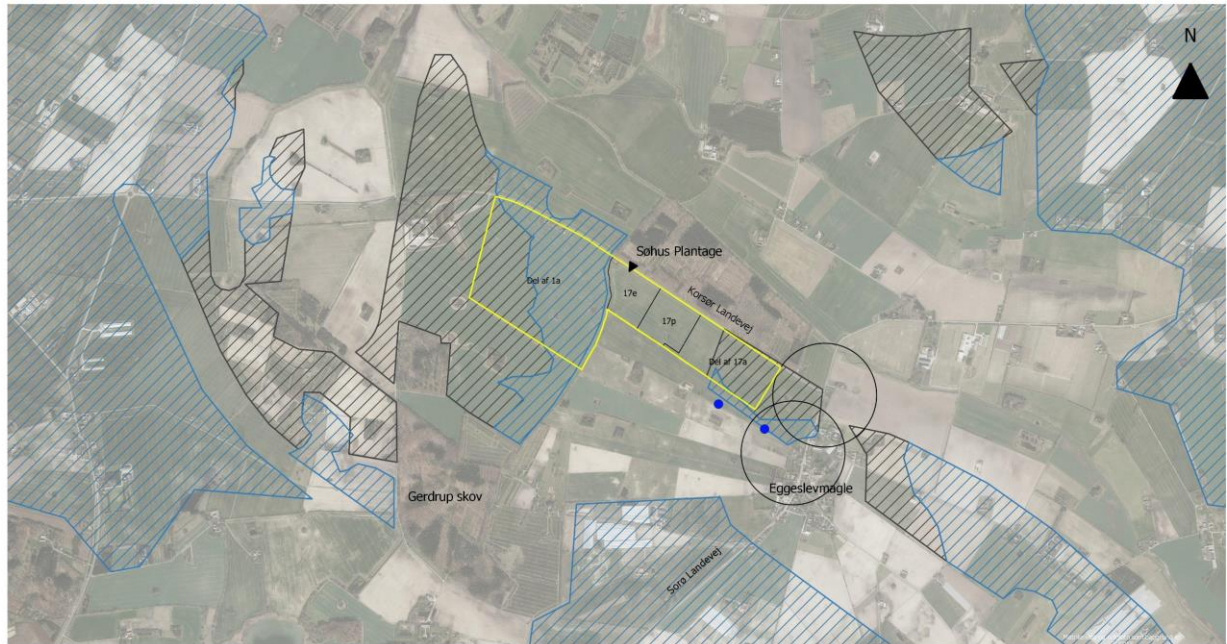 N
Søhus Plantage
Del af 1a
17e
Korsør Landevej
17p
Del af 17a
Gerdrup skov
Eggeslevmagle
Sorø Landevej